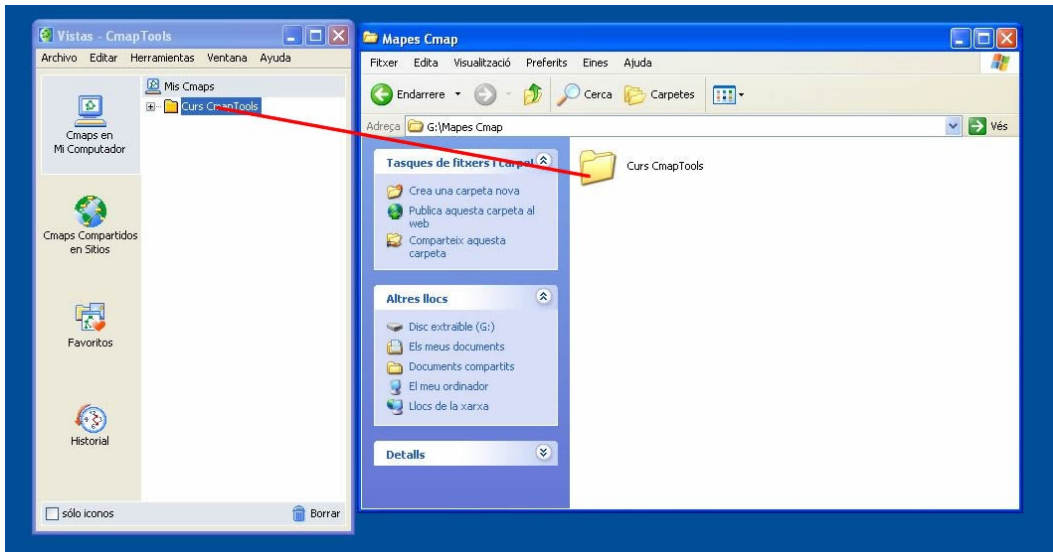 Vistas - CmapTools
Archivo Editar Herramientas Ventana Ayuda
Mis Cmaps
Curs CmapTools
Cmaps en
Mi Computador
Cmaps Compartidos
en Sitios
Favoritos
Historial
sólo iconos
Borrar
Mapes Cmap
Fitxer Edita Visualització Preferits Eines Ajuda
Endarrere Cerca Carpetes
Adreça G:\Mapes Cmap Vés
Tasques de fitxers i carpet
Crea una carpeta nova
Publica aquesta carpeta al
web
Comparteix aquesta
carpeta
Altres llocs
Disc extraïble (G:)
Els meus documents
Documents compartits
El meu ordinador
Llocs de la xarxa
Detalls
Curs CmapTools